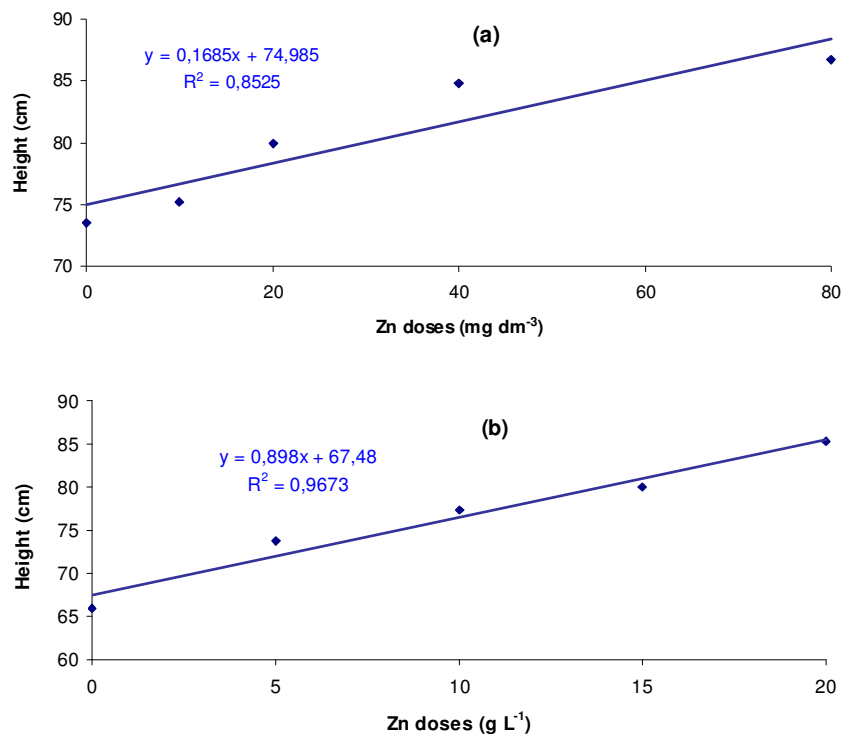 (a)
y = 0,1685x + 74,985
R² = 0,8525
Height (cm)
90
85
80
75
70
0 20 40 60 80
Zn doses (mg dm⁻³)
(b)
y = 0,898x + 67,48
R² = 0,9673
Height (cm)
90
85
80
75
70
65
60
0 5 10 15 20
Zn doses (g L⁻¹)